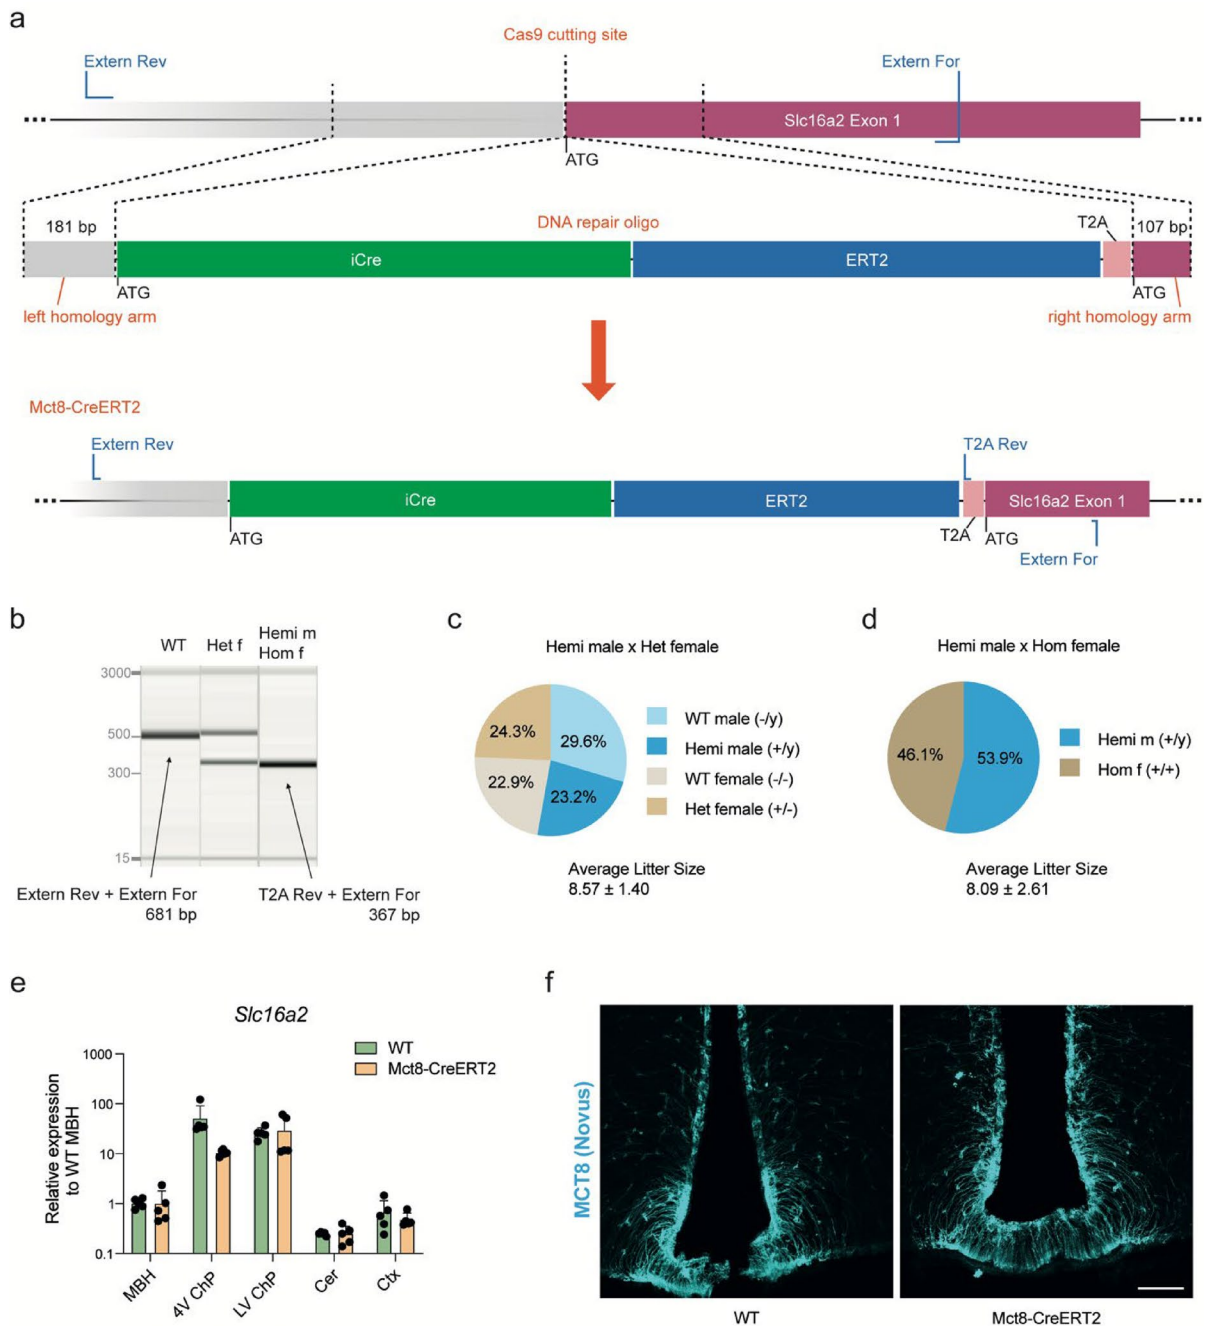 a
Cas9 cutting site
Extern Rev
Extern For
Slc16a2 Exon 1
ATG
181 bp
DNA repair oligo
T2A
107 bp
iCre
ERT2
ATG
ATG
left homology arm
right homology arm
Mct8-CreERT2
Extern Rev
T2A Rev
iCre
ERT2
Slc16a2 Exon 1
ATG
T2A
ATG
Extern For
b
WT
Het f
Hemi m
Hom f
3000
500
300
15
Extern Rev + Extern For
681 bp
T2A Rev + Extern For
367 bp
c
Hemi male x Het female
24.3%
29.6%
22.9%
23.2%
WT male (-/y)
Hemi male (+/y)
WT female (-/-)
Het female (+/-)
Average Litter Size
8.57 ± 1.40
d
Hemi male x Hom female
46.1%
53.9%
Hemi m (+/y)
Hom f (+/+)
Average Litter Size
8.09 ± 2.61
e
Slc16a2
WT
Mct8-CreERT2
Relative expression
to WT MBH
1000
100
10
1
0.1
MBH
4V ChP
LV ChP
Cer
Ctx
f
MCT8 (Novus)
WT
Mct8-CreERT2